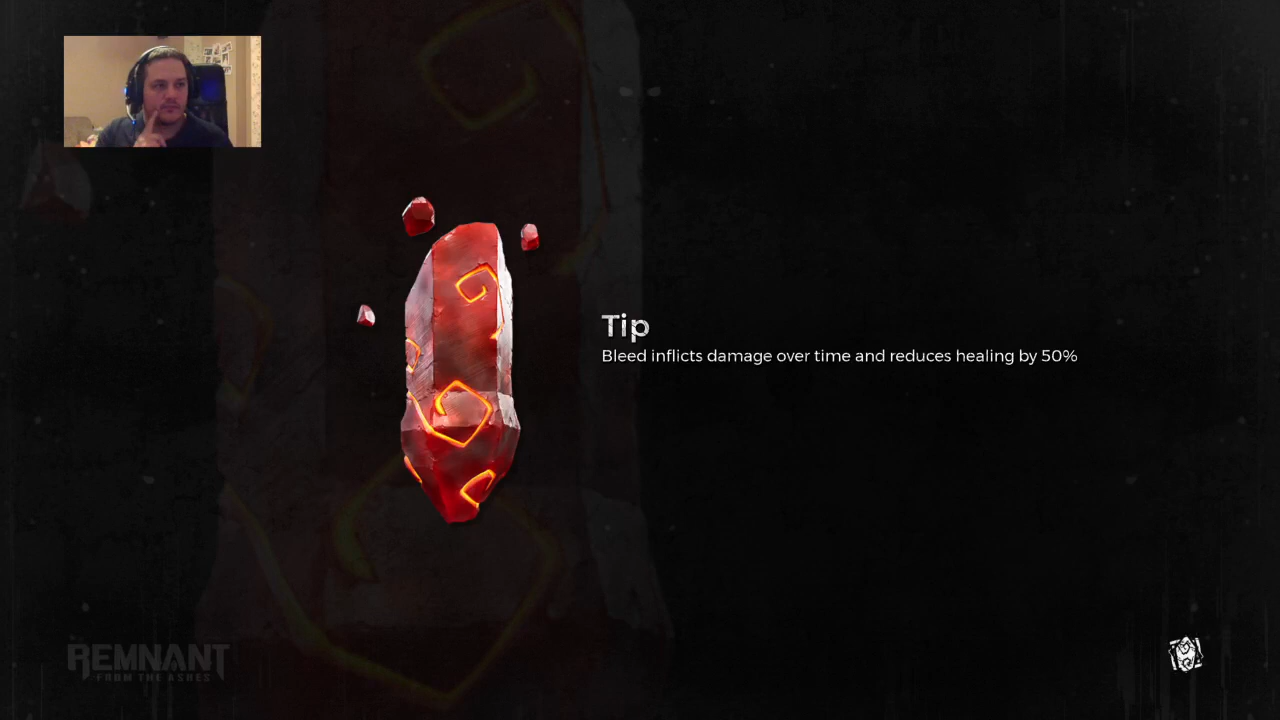 Tip
Bleed inflicts damage over time and reduces healing by 50%
REMNANT
FROM THE ASHES